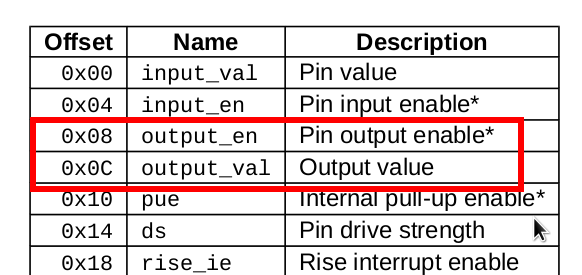 Offset Name Description
0x00 input_val Pin value
0x04 input_en Pin input enable*
0x08 output_en Pin output enable*
0x0C output_val Output value
0x10 pue Internal pull-up enable*
0x14 ds Pin drive strength
0x18 rise_ie Rise interrupt enable